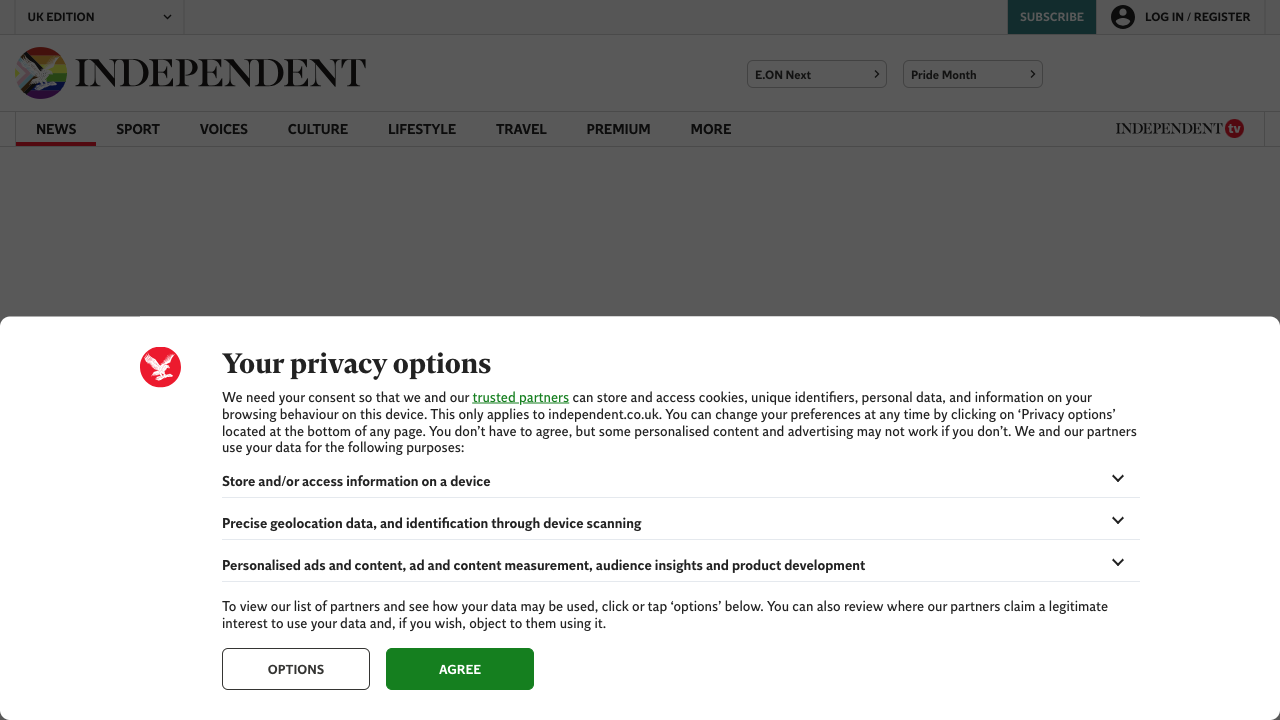 UK EDITION
SUBSCRIBE
LOG IN / REGISTER
INDEPENDENT
E.ON Next
Pride Month
NEWS
SPORT
VOICES
CULTURE
LIFESTYLE
TRAVEL
PREMIUM
MORE
INDEPENDENT tv
Your privacy options
We need your consent so that we and our trusted partners can store and access cookies, unique identifiers, personal data, and information on your
browsing behaviour on this device. This only applies to independent.co.uk. You can change your preferences at any time by clicking on ‘Privacy options’
located at the bottom of any page. You don’t have to agree, but some personalised content and advertising may not work if you don’t. We and our partners
use your data for the following purposes:
Store and/or access information on a device
Precise geolocation data, and identification through device scanning
Personalised ads and content, ad and content measurement, audience insights and product development
To view our list of partners and see how your data may be used, click or tap ‘options’ below. You can also review where our partners claim a legitimate
interest to use your data and, if you wish, object to them using it.
OPTIONS
AGREE